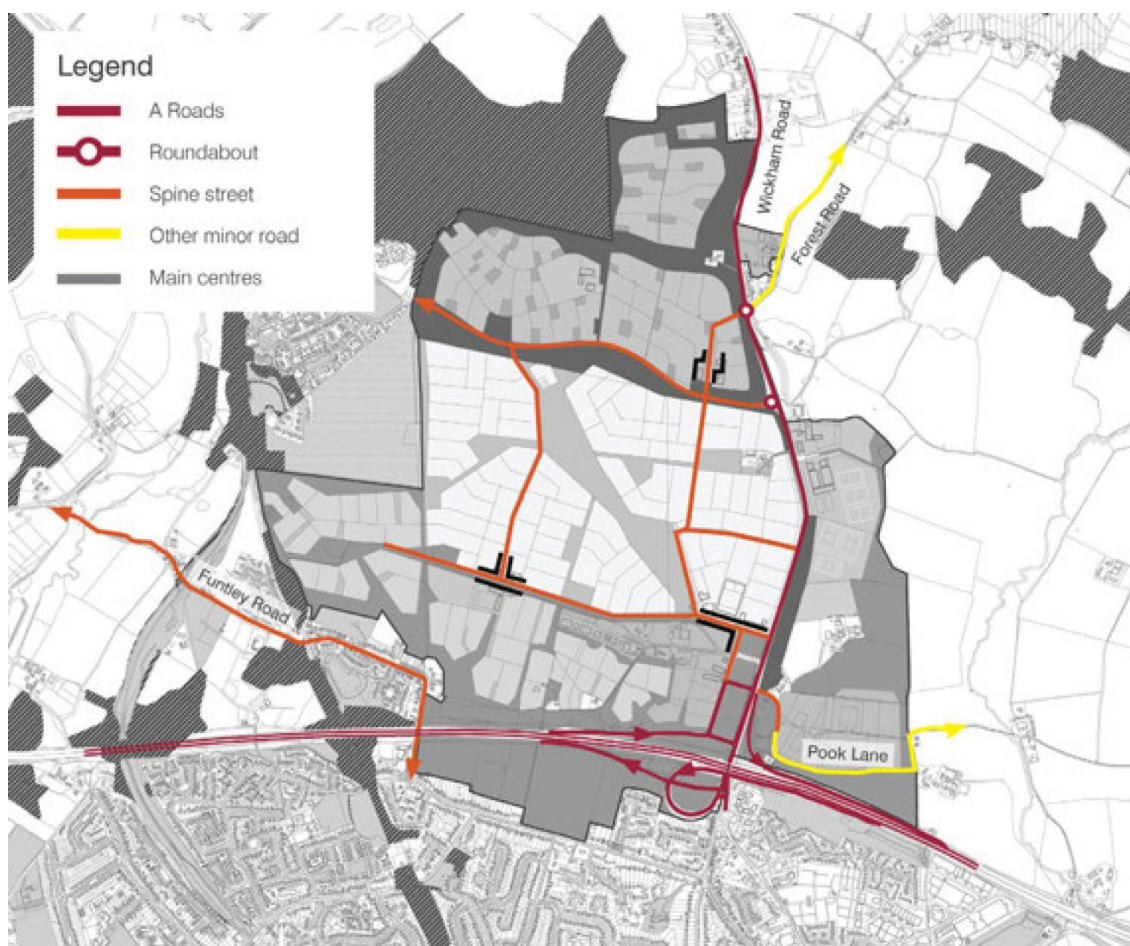 Legend
A Roads
Roundabout
Spine street
Other minor road
Main centres
Wickham Road
Forest Road
Funtley Road
Pook Lane